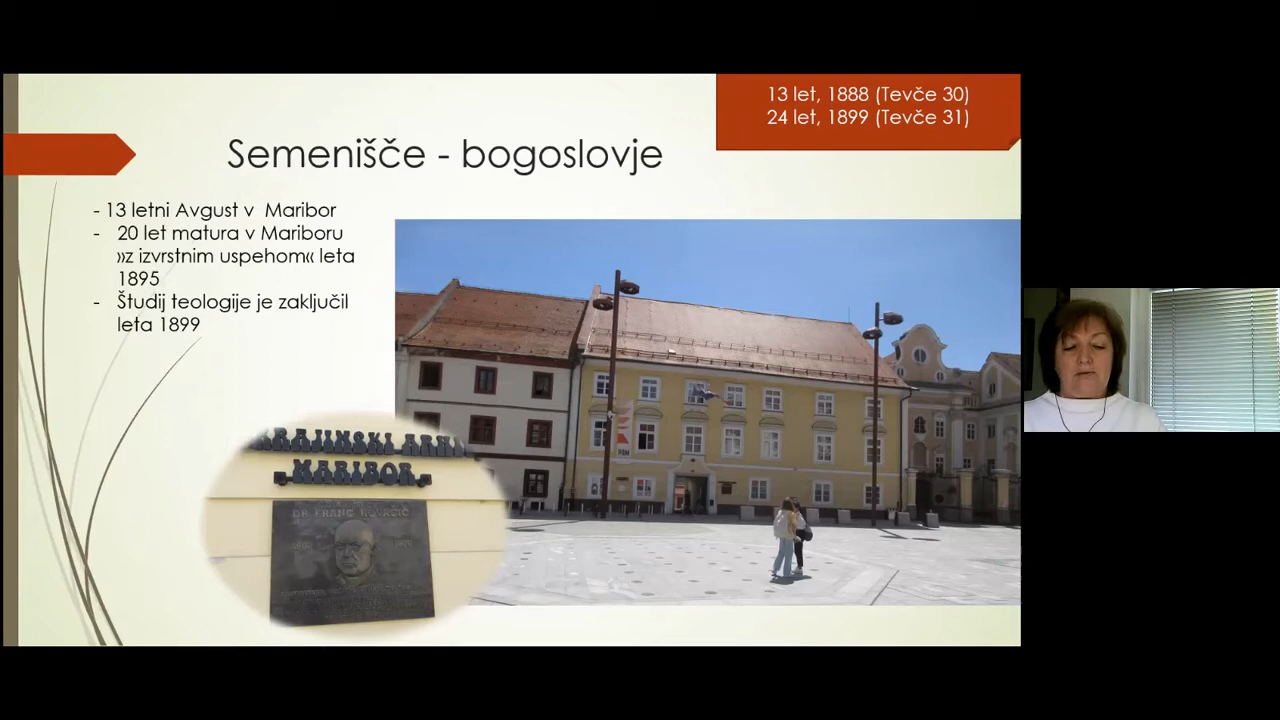 13 let, 1888 (Tevče 30)
24 let, 1899 (Tevče 31)
Semenišče - bogoslovje
- 13 letni Avgust v Maribor
- 20 let matura v Mariboru
»z izvrstnim uspehom« leta
1895
- Študij teologije je zaključil
leta 1899
MARIBOR
DR FRANC KOVAČIČ